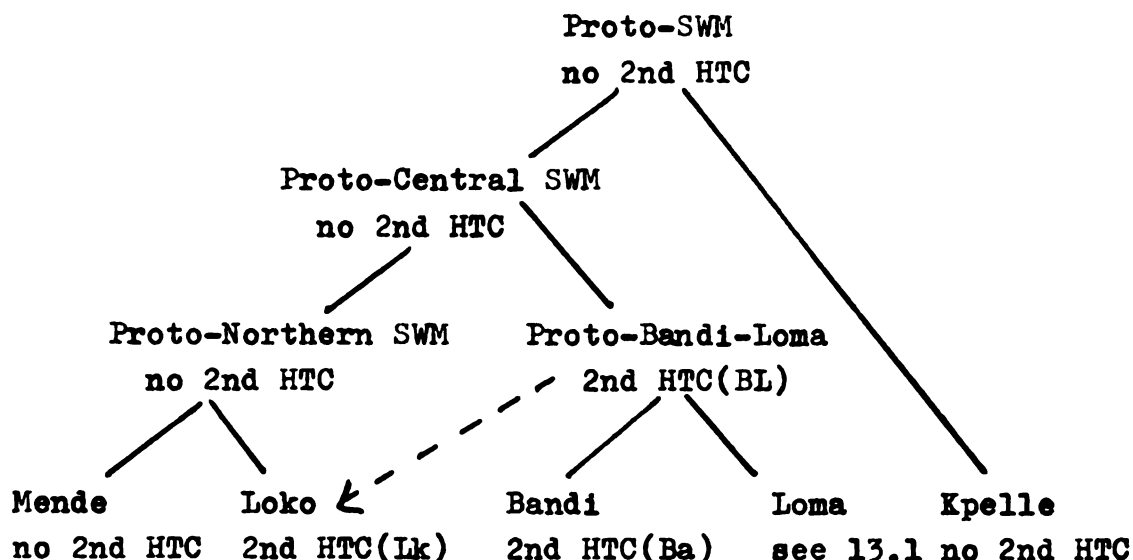 Proto-SWM
no 2nd HTC
Proto-Central SWM
no 2nd HTC
Proto-Northern SWM Proto-Bandi-Loma
no 2nd HTC 2nd HTC(BL)
Mende Loko Bandi Loma Kpelle
no 2nd HTC 2nd HTC(Lk) 2nd HTC(Ba) see 13.1 no 2nd HTC